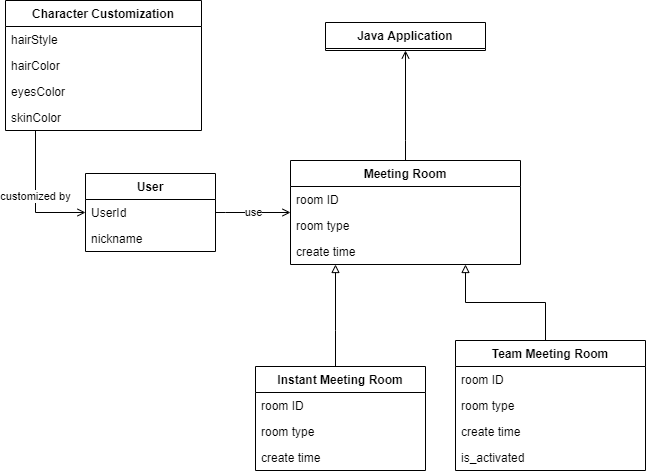 Character Customization
hairStyle
hairColor
eyesColor
skinColor
Java Application
customized by
User
UserId
nickname
use
Meeting Room
room ID
room type
create time
Instant Meeting Room
room ID
room type
create time
Team Meeting Room
room ID
room type
create time
is_activated